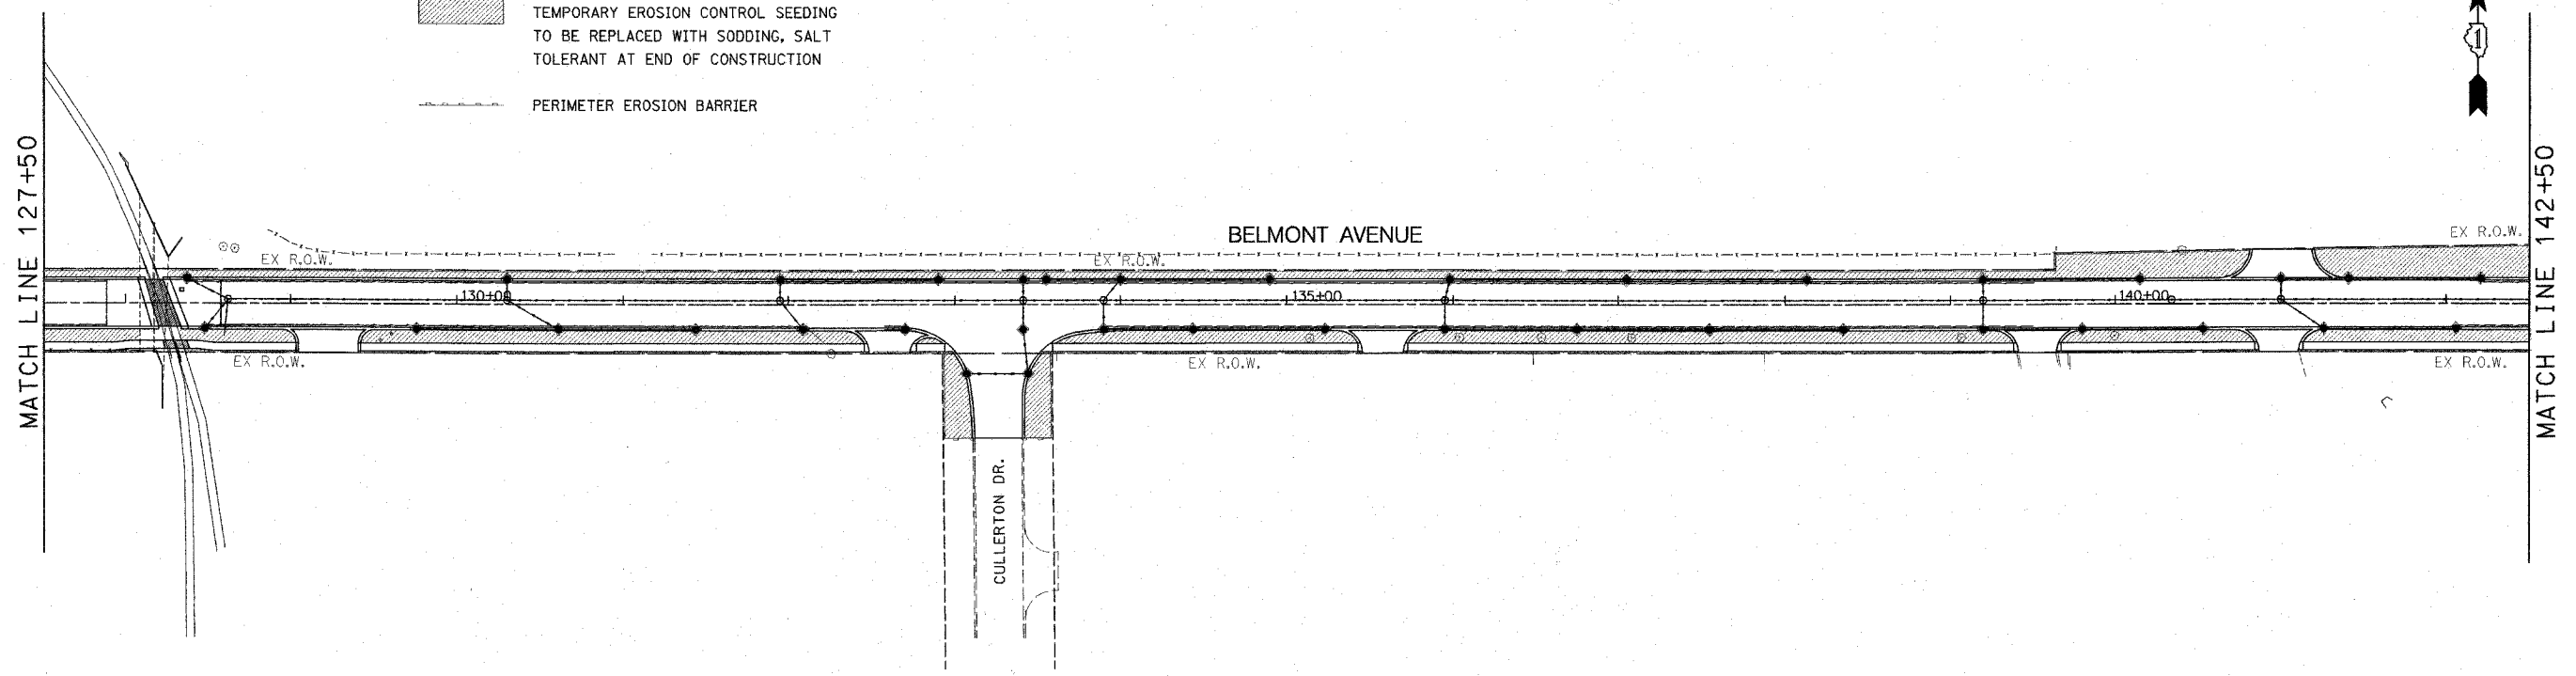 TEMPORARY EROSION CONTROL SEEDING
TO BE REPLACED WITH SODDING, SALT
TOLERANT AT END OF CONSTRUCTION
PERIMETER EROSION BARRIER
MATCH LINE 127+50
BELMONT AVENUE
EX R.O.W.
EX R.O.W.
EX R.O.W.
130+00
135+00
140+00
EX R.O.W.
EX R.O.W.
EX R.O.W.
CULLERTON DR.
MATCH LINE 142+50
1